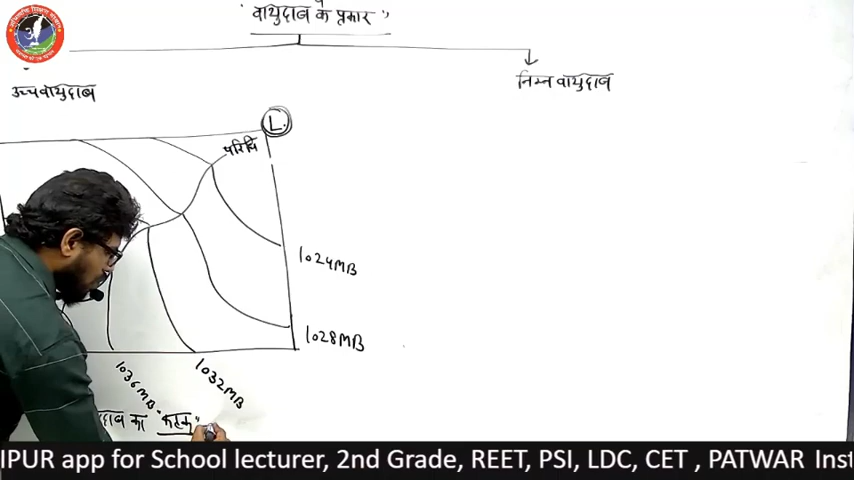 "वायुदाब के प्रकार"
उच्चवायुदाब
निम्न वायुदाब
L.
परिधि
1024MB
1028MB
1032MB
1036MB
का "कटक"
IPUR app for School lecturer, 2nd Grade, REET, PSI, LDC, CET , PATWAR Inst